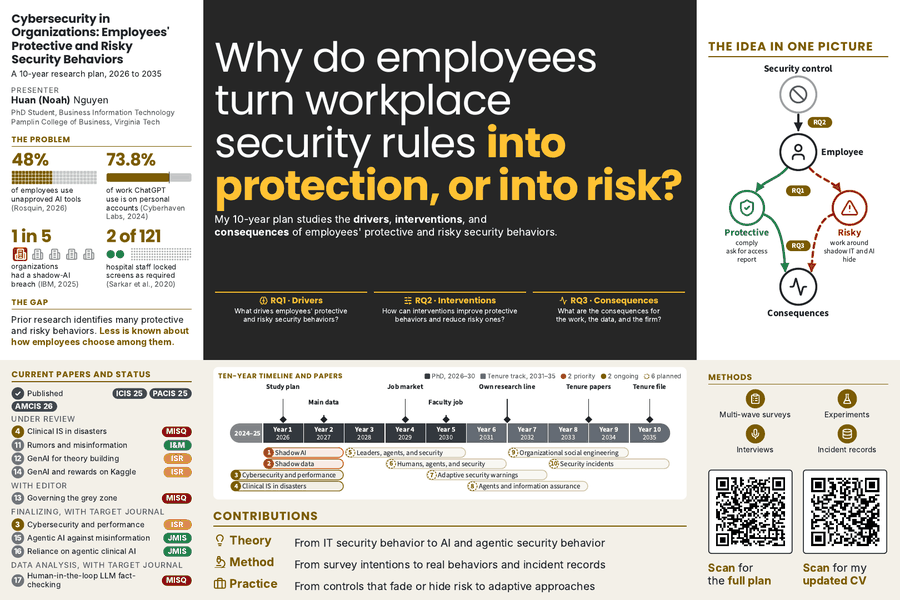 Cybersecurity in
Organizations: Employees'
Protective and Risky
Security Behaviors
A 10-year research plan, 2026 to 2035
PRESENTER
Huan (Noah) Nguyen
PhD Student, Business Information Technology
Pamplin College of Business, Virginia Tech
THE PROBLEM
48%
of employees use
unapproved AI tools
(Rosquin, 2026)
73.8%
of work ChatGPT
use is on personal
accounts (Cyberhaven
Labs, 2024)
1 in 5
organizations
had a shadow-AI
breach (IBM, 2025)
2 of 121
hospital staff locked
screens as required
(Sarkar et al., 2020)
THE GAP
Prior research identifies many protective
and risky behaviors. Less is known about
how employees choose among them.
Why do employees
turn workplace
security rules into
protection, or into risk?
My 10-year plan studies the drivers, interventions, and
consequences of employees' protective and risky security behaviors.
RQ1 · Drivers
What drives employees' protective
and risky security behaviors?
RQ2 · Interventions
How can interventions improve protective
behaviors and reduce risky ones?
RQ3 · Consequences
What are the consequences for
the work, the data, and the firm?
THE IDEA IN ONE PICTURE
Security control
RQ2
Employee
RQ1
Protective
comply
ask for access
report
Risky
work around
shadow IT and AI
hide
RQ3
Consequences
CURRENT PAPERS AND STATUS
Published ICIS 25 PACIS 25
AMCIS 26
UNDER REVIEW
4 Clinical IS in disasters MISQ
11 Rumors and misinformation I&M
12 GenAI for theory building ISR
14 GenAI and rewards on Kaggle ISR
WITH EDITOR
13 Governing the grey zone MISQ
FINALIZING, WITH TARGET JOURNAL
3 Cybersecurity and performance ISR
15 Agentic AI against misinformation JMIS
16 Reliance on agentic clinical AI JMIS
DATA ANALYSIS, WITH TARGET JOURNAL
17 Human-in-the-loop LLM fact-
checking MISQ
TEN-YEAR TIMELINE AND PAPERS
PhD, 2026–30 Tenure track, 2031–35 2 priority 2 ongoing 6 planned
Study plan Job market Own research line Tenure papers Tenure file
Main data Faculty job
2024–25
Year 1 Year 2 Year 3 Year 4 Year 5 Year 6 Year 7 Year 8 Year 9 Year 10
2026 2027 2028 2029 2030 2031 2032 2033 2034 2035
1 Shadow AI 5 Leaders, agents, and security 9 Organizational social engineering
2 Shadow data 6 Humans, agents, and security 10 Security incidents
3 Cybersecurity and performance 7 Adaptive security warnings
4 Clinical IS in disasters 8 Agents and information assurance
CONTRIBUTIONS
Theory From IT security behavior to AI and agentic security behavior
Method From survey intentions to real behaviors and incident records
Practice From controls that fade or hide risk to adaptive approaches
METHODS
Multi-wave surveys
Experiments
Interviews
Incident records
Scan for
the full plan
Scan for my
updated CV